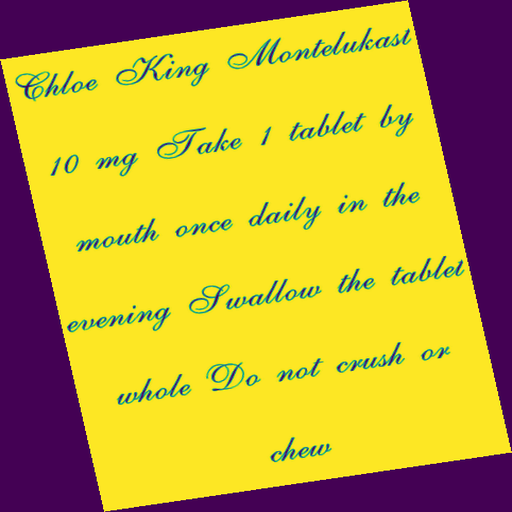 Chloe King Montelukast
10 mg Take 1 tablet by
mouth once daily in the
evening Swallow the tablet
whole Do not crush or
chew